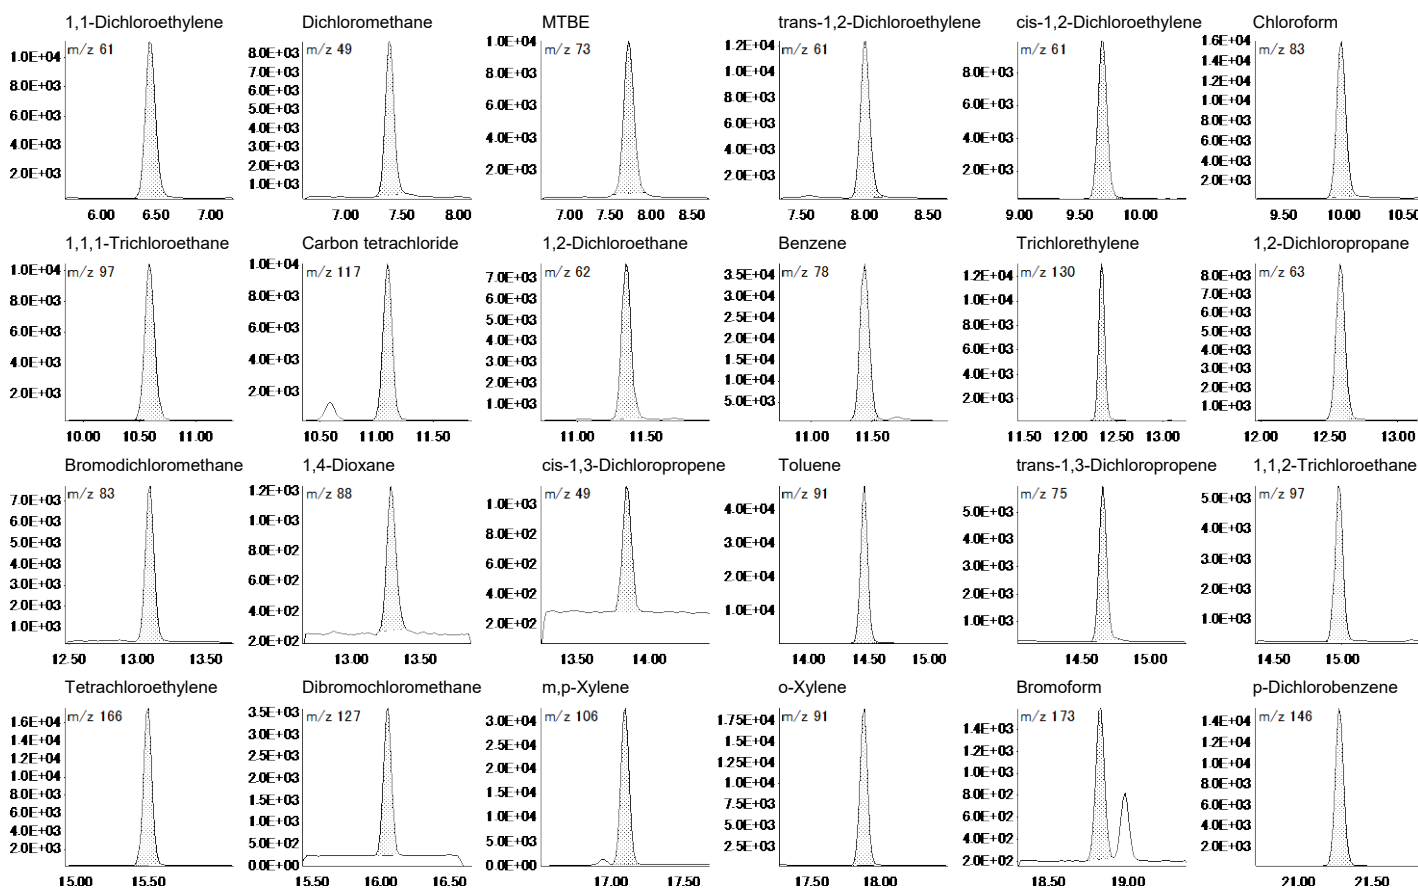 1,1-Dichloroethylene
m/z 61
1.0E+04
8.0E+03
6.0E+03
4.0E+03
2.0E+03
6.00 6.50 7.00
Dichloromethane
m/z 49
8.0E+03
7.0E+03
6.0E+03
5.0E+03
4.0E+03
3.0E+03
2.0E+03
1.0E+03
7.00 7.50 8.00
MTBE
m/z 73
1.0E+04
8.0E+03
6.0E+03
4.0E+03
2.0E+03
7.00 7.50 8.00 8.50
trans-1,2-Dichloroethylene
m/z 61
1.2E+04
1.0E+04
8.0E+03
6.0E+03
4.0E+03
2.0E+03
7.50 8.00 8.50
cis-1,2-Dichloroethylene
m/z 61
8.0E+03
6.0E+03
4.0E+03
2.0E+03
9.00 9.50 10.00
Chloroform
m/z 83
1.6E+04
1.4E+04
1.2E+04
1.0E+04
8.0E+03
6.0E+03
4.0E+03
2.0E+03
9.50 10.00 10.50
1,1,1-Trichloroethane
m/z 97
1.0E+04
8.0E+03
6.0E+03
4.0E+03
2.0E+03
10.00 10.50 11.00
Carbon tetrachloride
m/z 117
1.0E+04
8.0E+03
6.0E+03
4.0E+03
2.0E+03
10.50 11.00 11.50
1,2-Dichloroethane
m/z 62
7.0E+03
6.0E+03
5.0E+03
4.0E+03
3.0E+03
2.0E+03
1.0E+03
11.00 11.50
Benzene
m/z 78
3.5E+04
3.0E+04
2.5E+04
2.0E+04
1.5E+04
1.0E+04
5.0E+03
11.00 11.50
Trichlorethylene
m/z 130
1.2E+04
1.0E+04
8.0E+03
6.0E+03
4.0E+03
2.0E+03
11.50 12.00 12.50 13.0
1,2-Dichloropropane
m/z 63
8.0E+03
7.0E+03
6.0E+03
5.0E+03
4.0E+03
3.0E+03
2.0E+03
1.0E+03
12.00 12.50 13.0
Bromodichloromethane
m/z 83
7.0E+03
6.0E+03
5.0E+03
4.0E+03
3.0E+03
2.0E+03
1.0E+03
12.50 13.00 13.50
1,4-Dioxane
m/z 88
1.2E+03
1.0E+03
8.0E+02
6.0E+02
4.0E+02
2.0E+02
13.00 13.50
cis-1,3-Dichloropropene
m/z 49
1.0E+03
8.0E+02
6.0E+02
4.0E+02
2.0E+02
13.50 14.00
Toluene
m/z 91
4.0E+04
3.0E+04
2.0E+04
1.0E+04
14.00 14.50 15.00
trans-1,3-Dichloropropene
m/z 75
5.0E+03
4.0E+03
3.0E+03
2.0E+03
1.0E+03
14.50 15.00
1,1,2-Trichloroethane
m/z 97
5.0E+03
4.0E+03
3.0E+03
2.0E+03
1.0E+03
14.50 15.00
Tetrachloroethylene
m/z 166
1.6E+04
1.4E+04
1.2E+04
1.0E+04
8.0E+03
6.0E+03
4.0E+03
2.0E+03
15.00 15.50
Dibromochloromethane
m/z 127
3.5E+03
3.0E+03
2.5E+03
2.0E+03
1.5E+03
1.0E+03
5.0E+02
0.0E+00
15.50 16.00 16.50
m,p-Xylene
m/z 106
3.0E+04
2.5E+04
2.0E+04
1.5E+04
1.0E+04
5.0E+03
0.0E+00
17.00 17.50
o-Xylene
m/z 91
1.75E+04
1.5E+04
1.25E+04
1.0E+04
7.5E+03
5.0E+03
2.5E+03
17.50 18.00
Bromoform
m/z 173
1.4E+03
1.2E+03
1.0E+03
8.0E+02
6.0E+02
4.0E+02
2.0E+02
18.50 19.00
p-Dichlorobenzene
m/z 146
1.4E+04
1.2E+04
1.0E+04
8.0E+03
6.0E+03
4.0E+03
2.0E+03
21.00 21.50